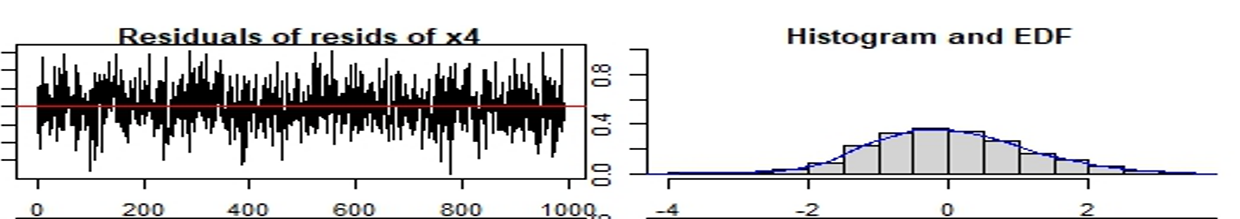 Residuals of resids of x4
0 200 400 600 800 1000
Histogram and EDF
0.0 0.4 0.8
-4 -2 0 2